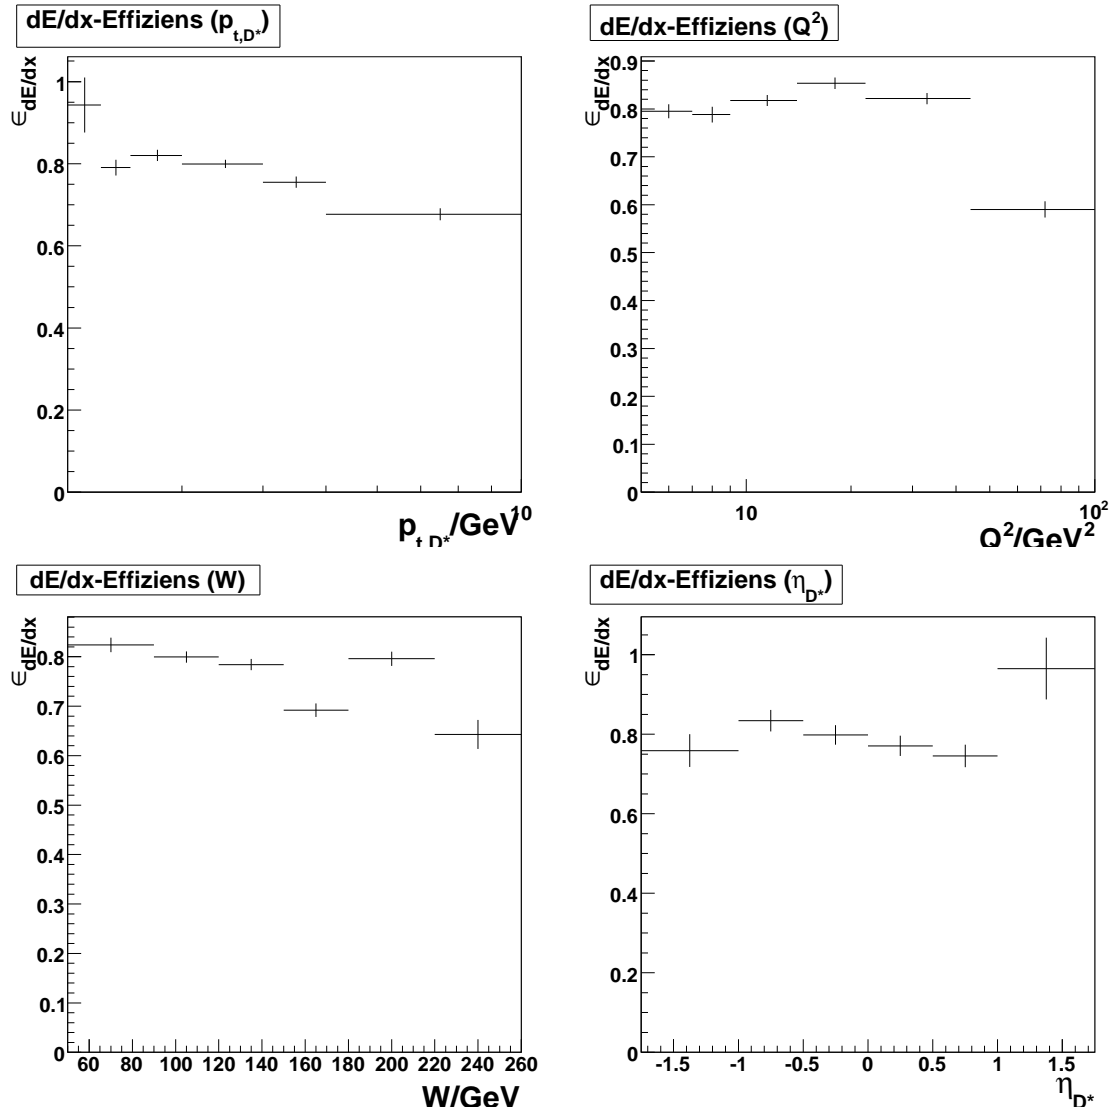 dE/dx-Effiziens (p_t,D*)
∈dE/dx
1
0.8
0.6
0.4
0.2
0
10
p_t,D*/GeV
dE/dx-Effiziens (Q²)
∈dE/dx
0.9
0.8
0.7
0.6
0.5
0.4
0.3
0.2
0.1
0
10 10²
Q²/GeV²
dE/dx-Effiziens (W)
∈dE/dx
0.8
0.7
0.6
0.5
0.4
0.3
0.2
0.1
0
60 80 100 120 140 160 180 200 220 240 260
W/GeV
dE/dx-Effiziens (η_D*)
∈dE/dx
1
0.8
0.6
0.4
0.2
0
-1.5 -1 -0.5 0 0.5 1 1.5
η_D*